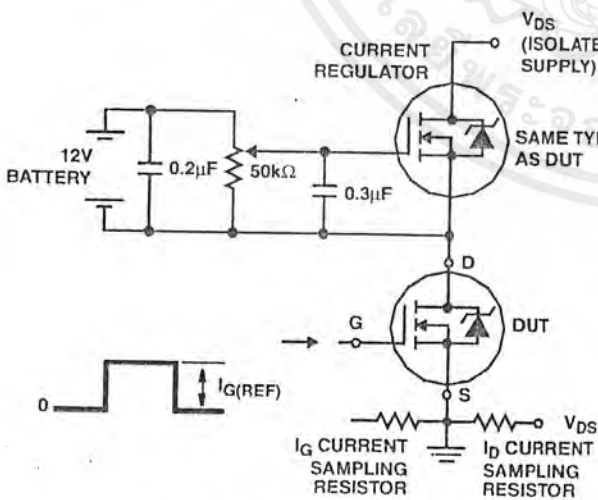 VDS
(ISOLATE
SUPPLY)
CURRENT
REGULATOR
12V
BATTERY
0.2μF
50kΩ
0.3μF
SAME TYP
AS DUT
D
G
DUT
S
0
IG(REF)
VDS
IG CURRENT
SAMPLING
RESISTOR
ID CURRENT
SAMPLING
RESISTOR